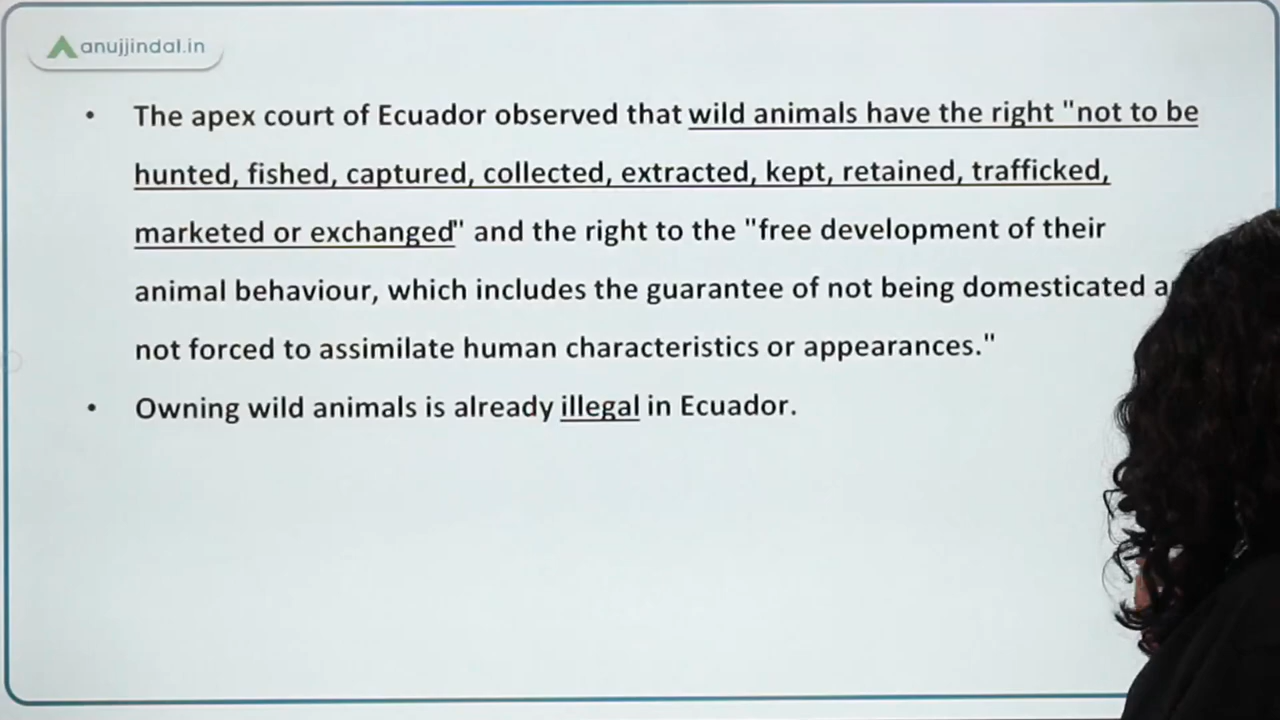 anujjindal.in
• The apex court of Ecuador observed that wild animals have the right "not to be
hunted, fished, captured, collected, extracted, kept, retained, trafficked,
marketed or exchanged" and the right to the "free development of their
animal behaviour, which includes the guarantee of not being domesticated
not forced to assimilate human characteristics or appearances."
• Owning wild animals is already illegal in Ecuador.